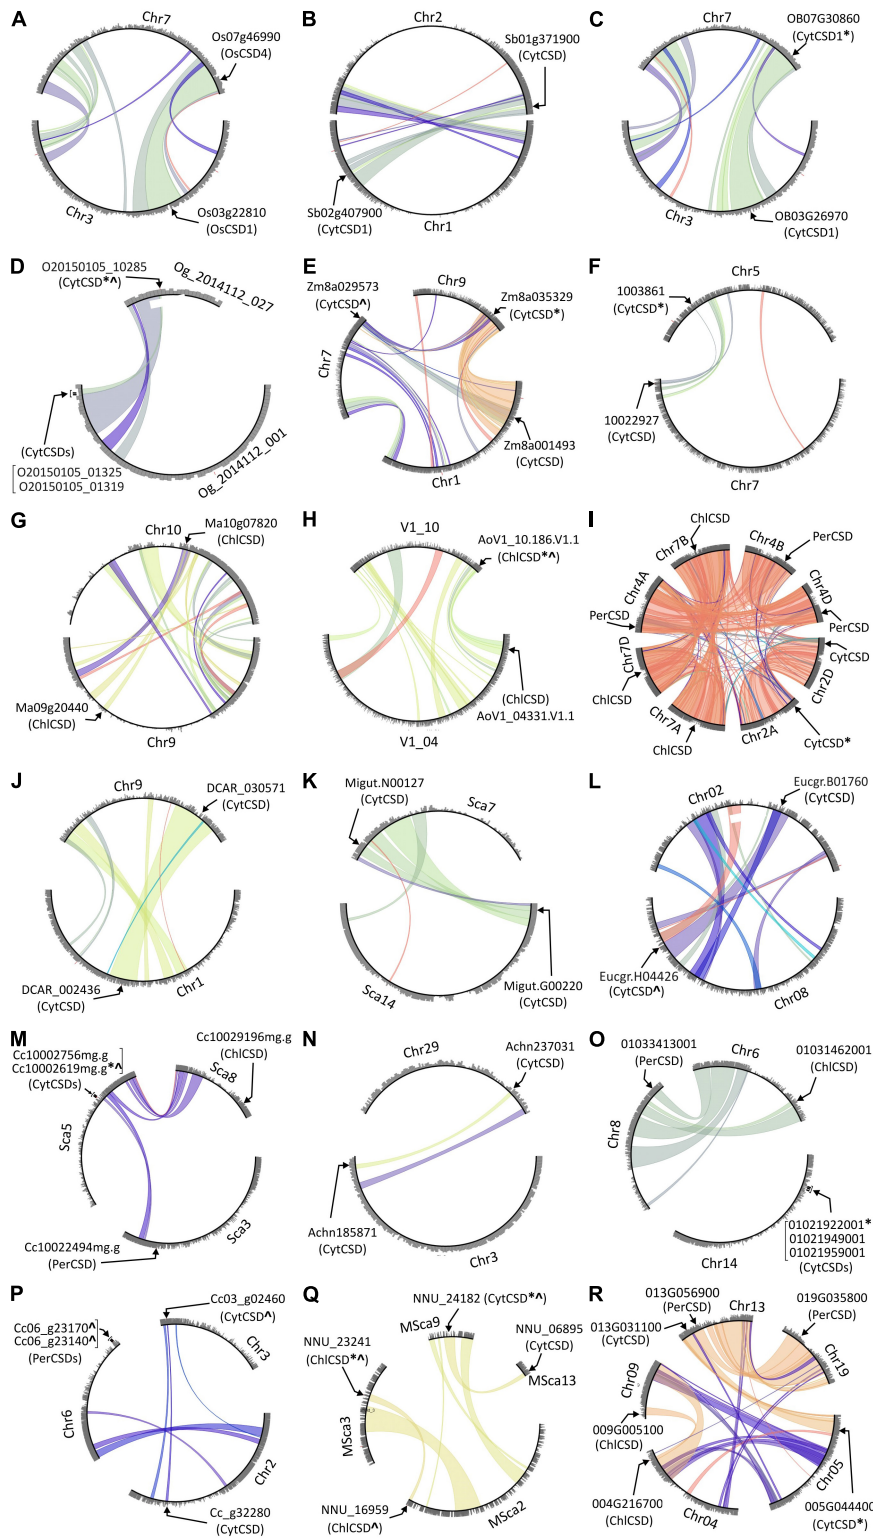 A
Chr7
Os07g46990
(OsCSD4)
Chr3
Os03g22810
(OsCSD1)
B
Chr2
Sb01g371900
(CytCSD)
Sb02g407900
(CytCSD1)
Chr1
C
Chr7
OB07G30860
(CytCSD1*)
Chr3
OB03G26970
(CytCSD1)
D
O20150105_10285
(CytCSD*^)
Og_2014112_027
(CytCSDs)
O20150105_01325
O20150105_01319
Og_2014112_001
E
Zm8a029573
(CytCSD^)
Chr9
Zm8a035329
(CytCSD*)
Chr7
Zm8a001493
(CytCSD)
Chr1
F
Chr5
1003861
(CytCSD*)
10022927
(CytCSD)
Chr7
G
Chr10
Ma10g07820
(ChlCSD)
Ma09g20440
(ChlCSD)
Chr9
H
V1_10
AoV1_10.186.V1.1
(ChlCSD*^)
(ChlCSD)
AoV1_04331.V1.1
V1_04
I
ChlCSD
Chr7B
Chr4B
PerCSD
Chr4A
Chr4D
PerCSD
PerCSD
Chr7D
CytCSD
Chr2D
ChlCSD
Chr7A
Chr2A
ChlCSD
CytCSD*
J
Chr9
DCAR_030571
(CytCSD)
DCAR_002436
(CytCSD)
Chr1
K
Migut.N00127
(CytCSD)
Sca7
Sca14
Migut.G00220
(CytCSD)
L
Chr02
Eucgr.B01760
(CytCSD)
Eucgr.H04426
(CytCSD^)
Chr08
M
Cc10002756mg.g
Cc10002619mg.g*^
(CytCSDs)
Sca8
Cc10029196mg.g
(ChlCSD)
Sca5
Cc10022494mg.g
(PerCSD)
Sca3
N
Chr29
Achn237031
(CytCSD)
Achn185871
(CytCSD)
Chr3
O
01033413001
(PerCSD)
Chr6
01031462001
(ChlCSD)
Chr8
Chr14
01021922001*
01021949001
01021959001
(CytCSDs)
P
Cc03_g02460
(CytCSD^)
Cc06_g23170^
Cc06_g23140^
(PerCSDs)
Chr3
Chr6
Chr2
Cc_g32280
(CytCSD)
Q
NNU_24182 (CytCSD*^)
MSca9
NNU_23241
(ChlCSD*^)
NNU_06895
(CytCSD)
MSca13
MSca3
NNU_16959
(ChlCSD^)
MSca2
R
013G056900
(PerCSD)
Chr13
019G035800
(PerCSD)
013G031100
(CytCSD)
Chr19
Chr09
009G005100
(ChlCSD)
004G216700
(ChlCSD)
Chr04
Chr05
005G044400
(CytCSD*)